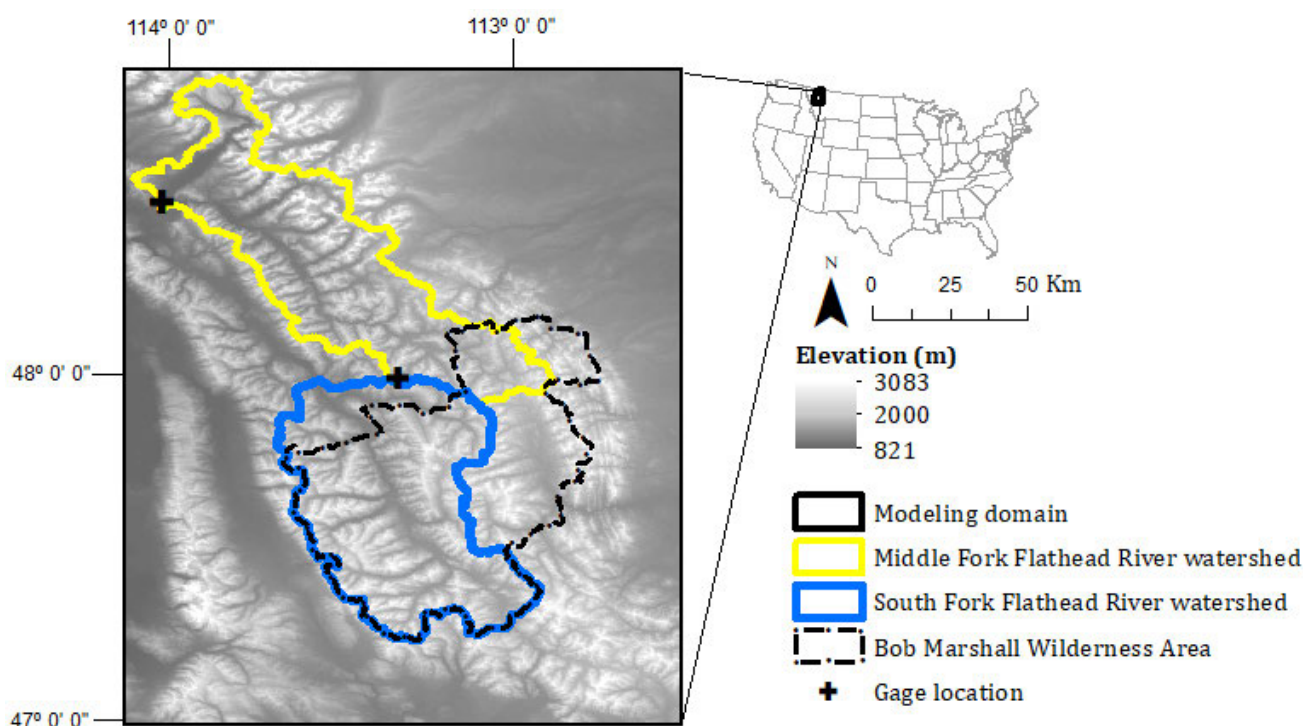 114º 0' 0"
113º 0' 0"
48º 0' 0"
47º 0' 0"
N
0 25 50 Km
Elevation (m)
3083
2000
821
Modeling domain
Middle Fork Flathead River watershed
South Fork Flathead River watershed
Bob Marshall Wilderness Area
Gage location